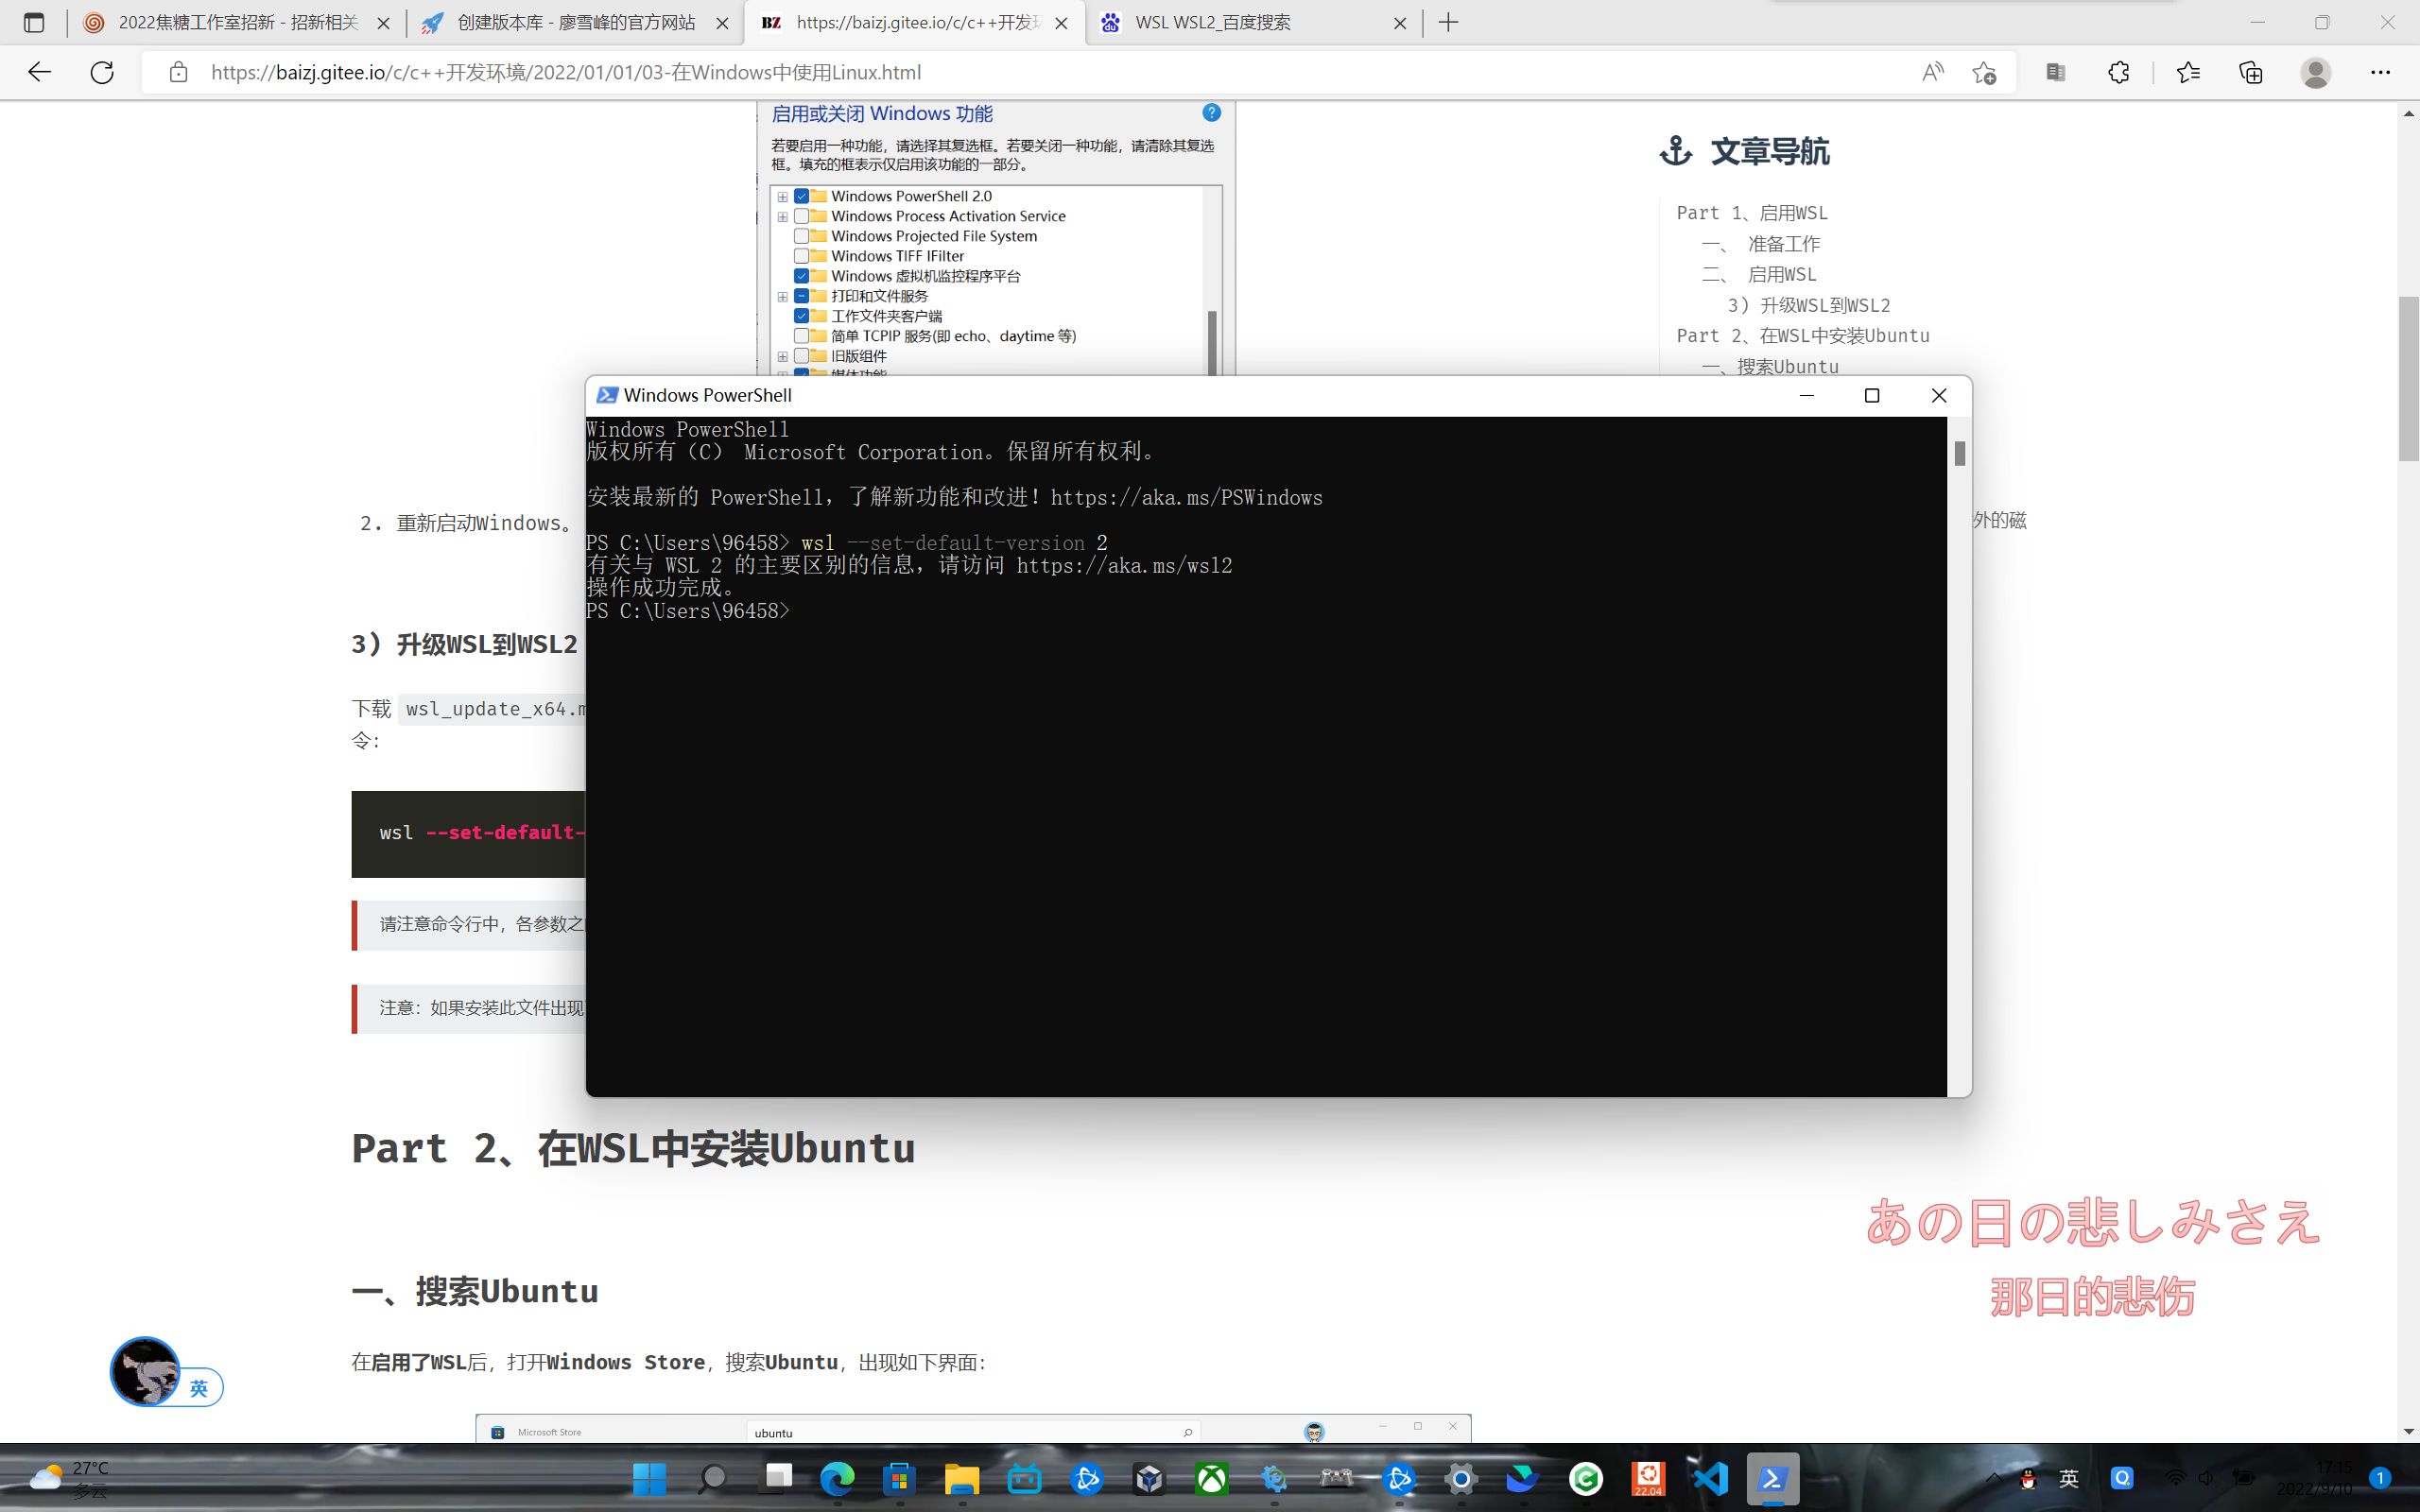 2022焦糖工作室招新 - 招新相关
创建版本库 - 廖雪峰的官方网站
BZ https://baizj.gitee.io/c/c++开发环
WSL WSL2_百度搜索
https://baizj.gitee.io/c/c++开发环境/2022/01/01/03-在Windows中使用Linux.html
启用或关闭 Windows 功能
若要启用一种功能，请选择其复选框。若要关闭一种功能，请清除其复选
框。填充的框表示仅启用该功能的一部分。
Windows PowerShell 2.0
Windows Process Activation Service
Windows Projected File System
Windows TIFF IFilter
Windows 虚拟机监控程序平台
打印和文件服务
工作文件夹客户端
简单 TCPIP 服务(即 echo、daytime 等)
旧版组件
媒体功能
文章导航
Part 1、启用WSL
一、 准备工作
二、 启用WSL
3) 升级WSL到WSL2
Part 2、在WSL中安装Ubuntu
一、搜索Ubuntu
外的磁
Windows PowerShell
Windows PowerShell
版权所有（C） Microsoft Corporation。保留所有权利。
安装最新的 PowerShell，了解新功能和改进！https://aka.ms/PSWindows
PS C:\Users\96458> wsl --set-default-version 2
有关与 WSL 2 的主要区别的信息，请访问 https://aka.ms/wsl2
操作成功完成。
PS C:\Users\96458>
2. 重新启动Windows。
3) 升级WSL到WSL2
下载 wsl_update_x64.m
令：
wsl --set-default-
请注意命令行中，各参数之
注意：如果安装此文件出现
Part 2、在WSL中安装Ubuntu
一、搜索Ubuntu
在启用了WSL后，打开Windows Store，搜索Ubuntu，出现如下界面：
あの日の悲しみさえ
那日的悲伤
英
Microsoft Store
ubuntu
27°C
多云
22.04
英
17:15
2022/9/10
1